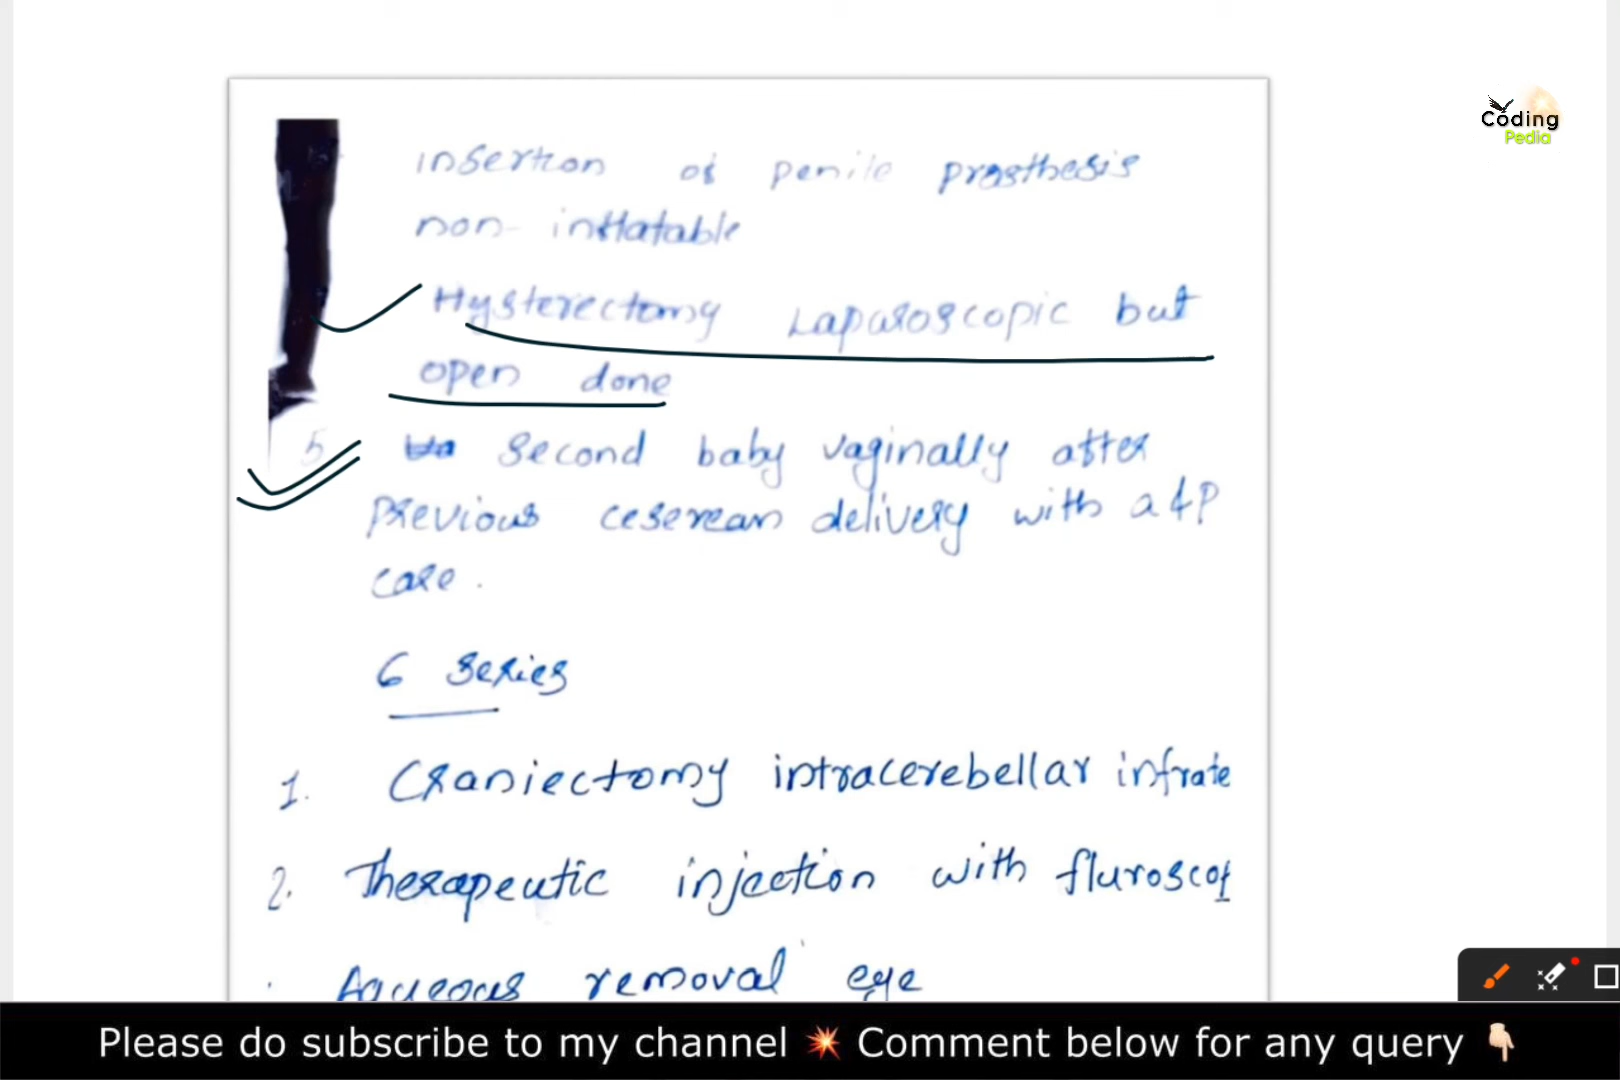 Coding
Pedia
insertion of penile prosthesis
non-inflatable
Hysterectomy Laparoscopic but
open done
5 second baby vaginally after
previous ceserean delivery with a & p
care.
6 series
1. Craniectomy intracerebellar infrate
2. Therapeutic injection with fluroscop
Aqueous removal eye
Please do subscribe to my channel 💥 Comment below for any query 👇🏻